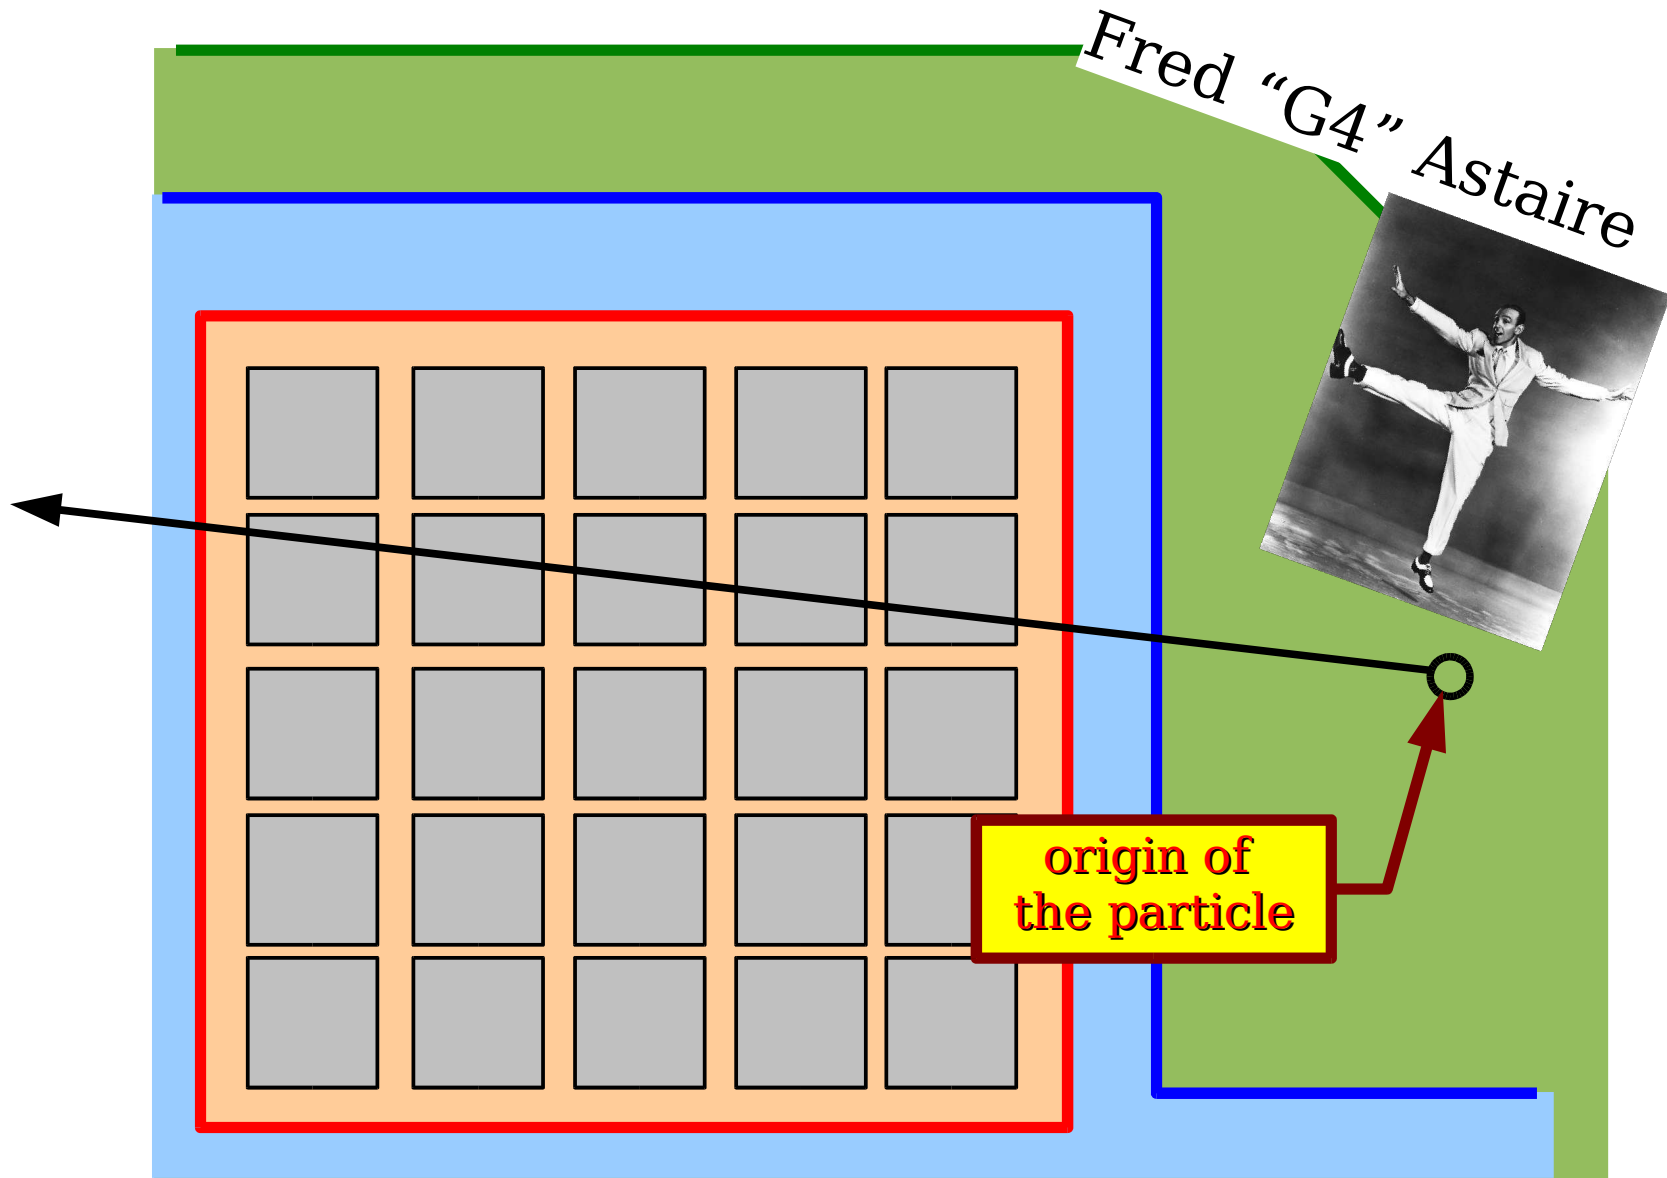 Fred “G4” Astaire
origin of
the particle